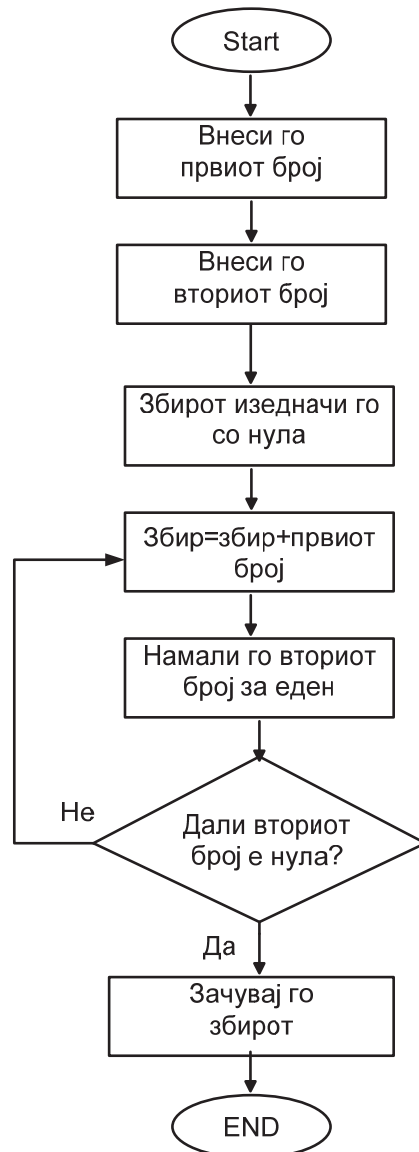 Start
Внеси го
првиот број
Внеси го
вториот број
Збирот изедначи го
со нула
Збир=збир+првиот
број
Намали го вториот
број за еден
Не
Дали вториот
број е нула?
Да
Зачувај го
збирот
END